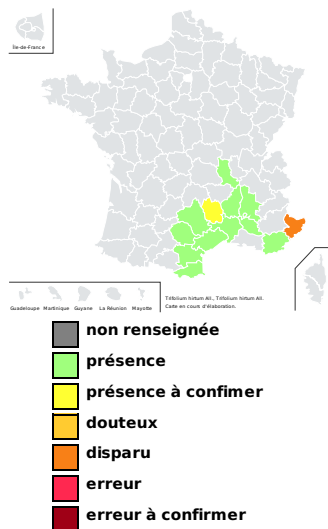 Île-de-France
Trifolium hirtum All., Trifolium hirtum All.
Carte en cours d'élaboration.
Guadeloupe Martinique Guyane La Réunion Mayotte
non renseignée
présence
présence à confimer
douteux
disparu
erreur
erreur à confirmer